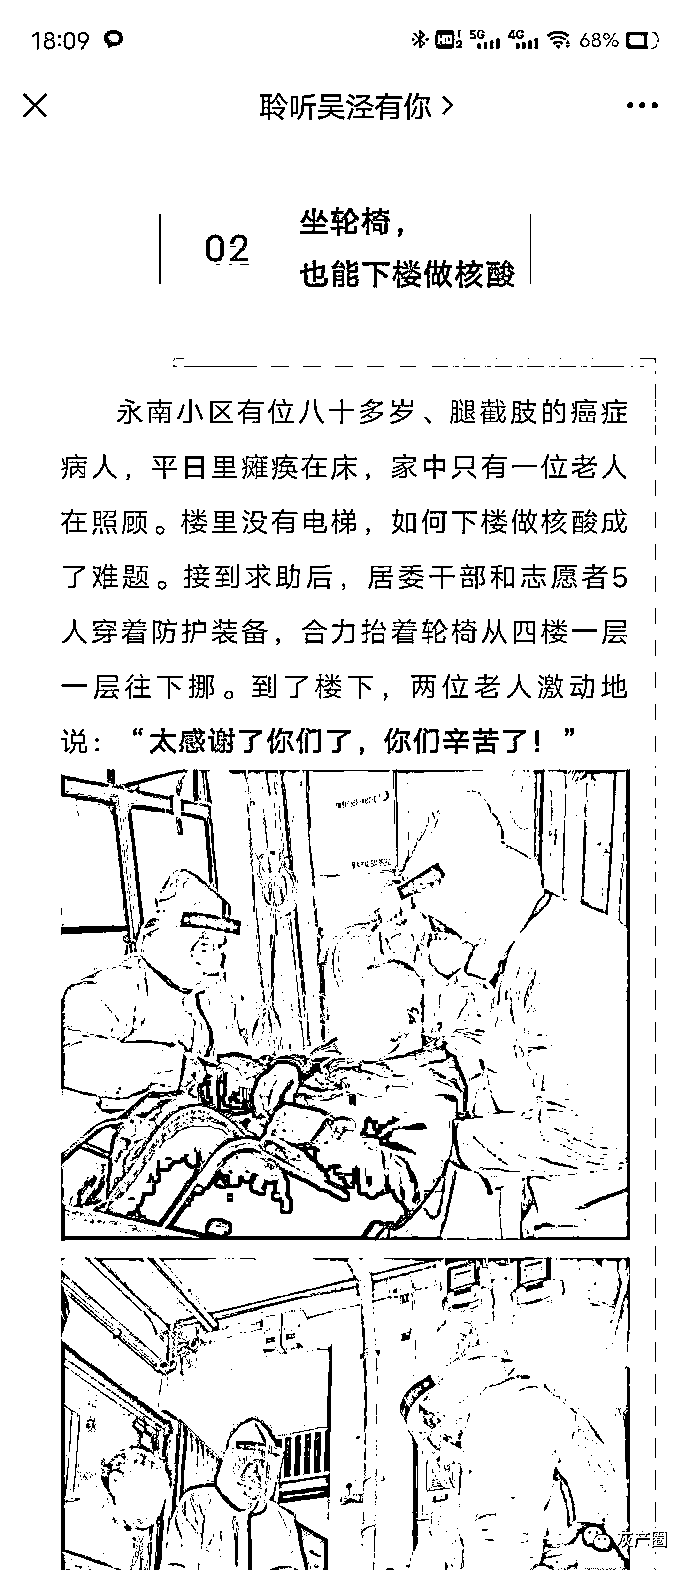 18:09 5G 4G 68%
聆听吴泾有你
02
坐轮椅，
也能下楼做核酸
永南小区有位八十多岁、腿截肢的癌症
病人，平日里瘫痪在床，家中只有一位老人
在照顾。楼里没有电梯，如何下楼做核酸成
了难题。接到求助后，居委干部和志愿者5
人穿着防护装备，合力抬着轮椅从四楼一层
一层往下挪。到了楼下，两位老人激动地
说：“太感谢了你们了，你们辛苦了！”
灰产圈